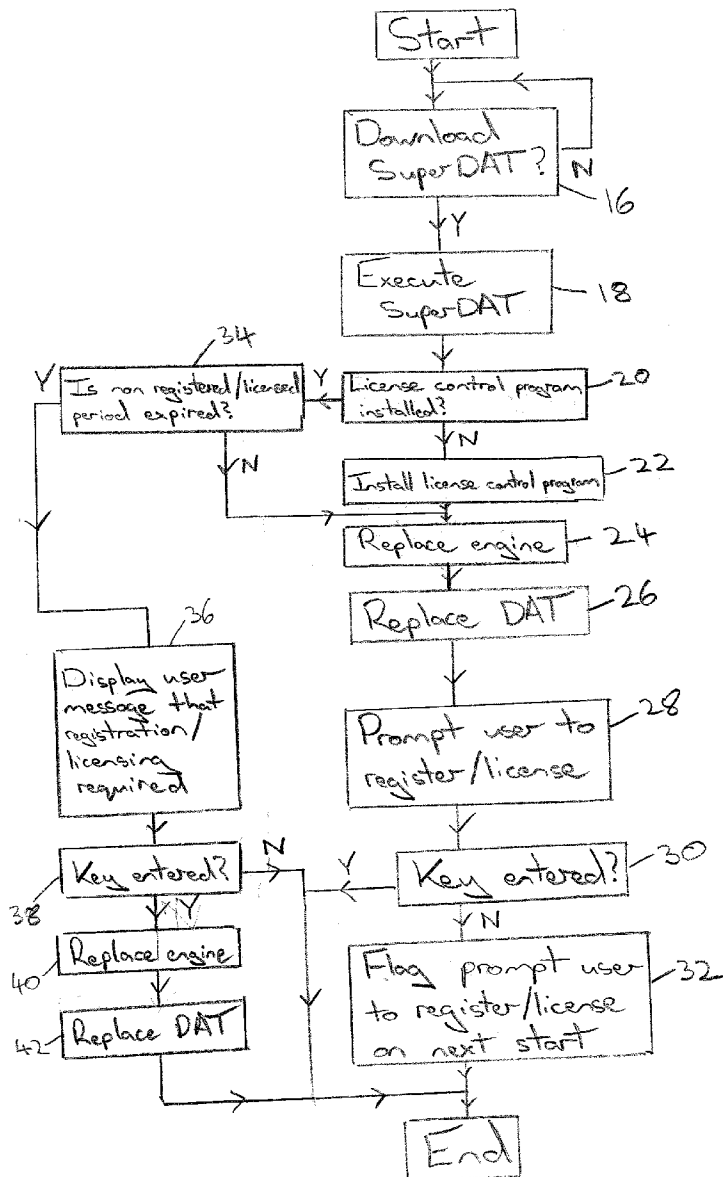 Start
Download
SuperDAT?
N
16
Y
Execute
SuperDAT
18
34
Y
Is non registered/licensed
period expired?
Y
License control program
installed?
20
N
N
Install license control program
22
Replace engine
24
Replace DAT
26
36
Display user
message that
registration/
licensing
required
Prompt user to
register/license
28
Key entered?
N
38
Y
Y
Key entered?
30
N
Replace engine
40
Flag prompt user
to register/license
on next start
32
Replace DAT
42
End